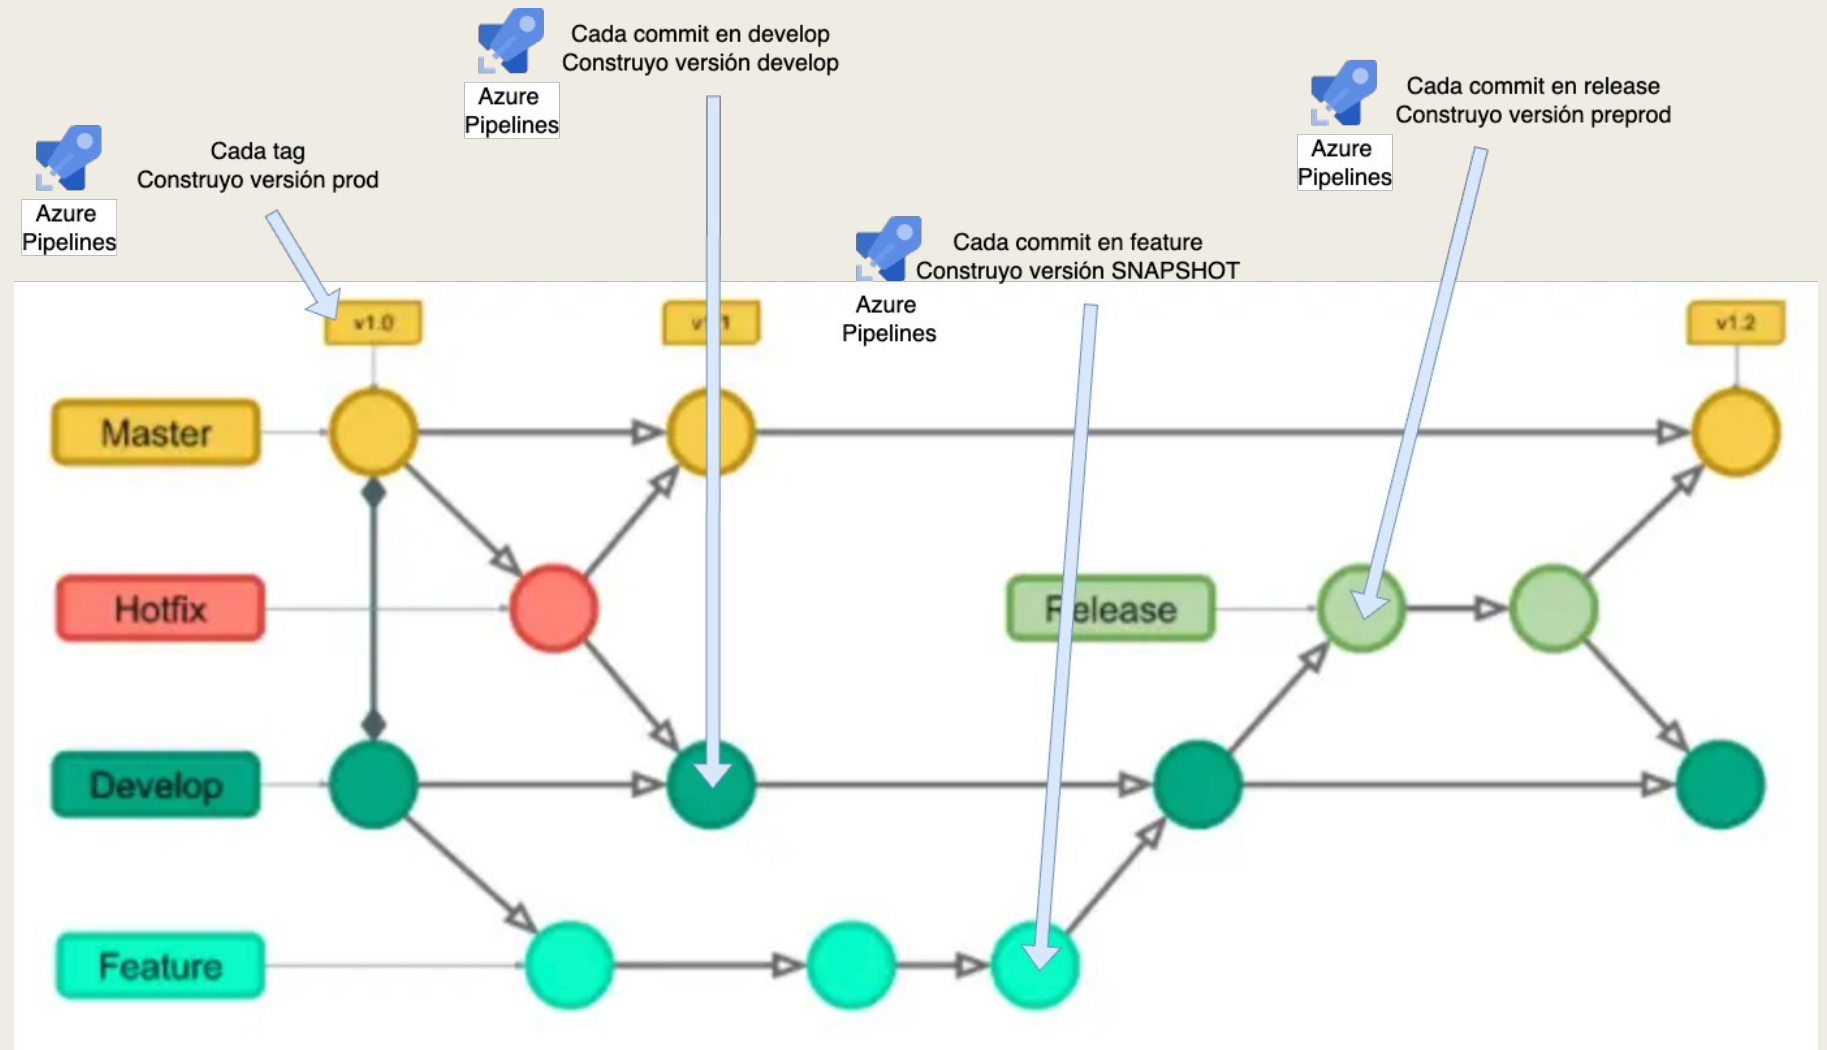 Cada commit en develop
Construyo versión develop
Azure
Pipelines
Cada commit en release
Construyo versión preprod
Azure
Pipelines
Cada tag
Construyo versión prod
Azure
Pipelines
Cada commit en feature
Construyo versión SNAPSHOT
Azure
Pipelines
v1.0
v1.2
Master
Hotfix
Release
Develop
Feature